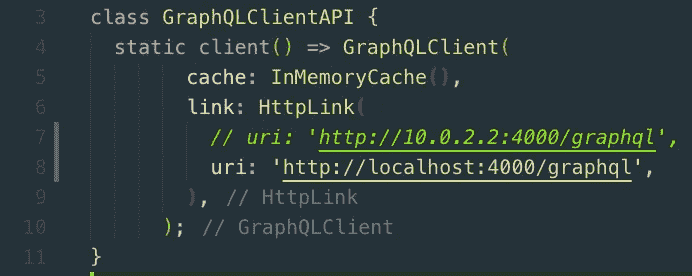 3 class GraphQLClientAPI {
4 static client() => GraphQLClient(
5 cache: InMemoryCache(),
6 link: HttpLink(
7 // uri: 'http://10.0.2.2:4000/graphql',
8 uri: 'http://localhost:4000/graphql',
9 ), // HttpLink
10 ); // GraphQLClient
11 }